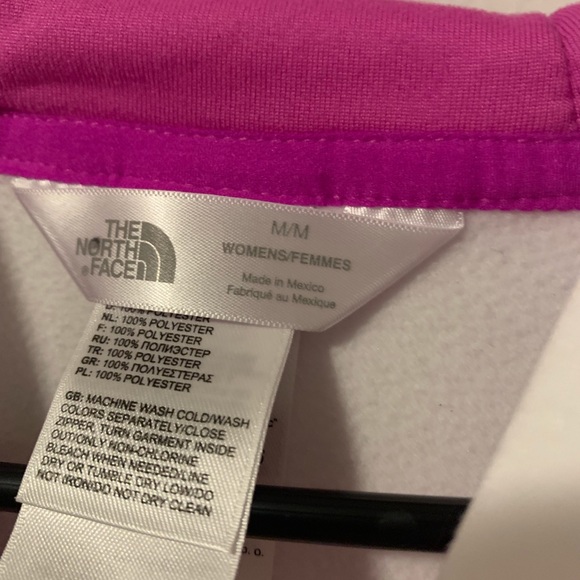 THE
NORTH
FACE
M/M
WOMENS/FEMMES
Made in Mexico
Fabriqué au Mexique
D: 100% POLYESTER
NL: 100% POLYESTER
F: 100% POLYESTER
RU: 100% ПОЛИЭСТЕР
TR: 100% POLYESTER
GR: 100% ΠΟΛΥΕΣΤΕΡΑΣ
PL: 100% POLYESTER
GB: MACHINE WASH COLD/WASH
COLORS SEPARATELY/CLOSE
ZIPPER, TURN GARMENT INSIDE
OUT/ONLY NON-CHLORINE
BLEACH WHEN NEEDED/LINE
DRY OR TUMBLE DRY LOW/DO
NOT IRON/DO NOT DRY CLEAN